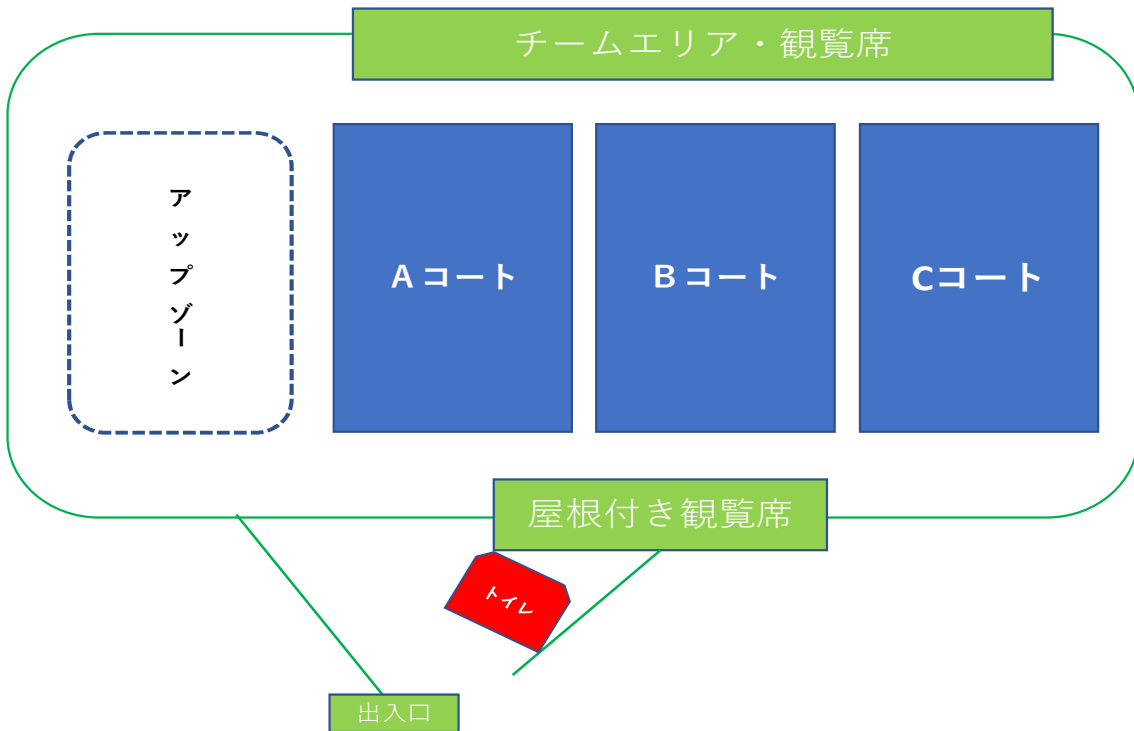 チームエリア・観覧席
アップゾーン
Aコート
Bコート
Cコート
屋根付き観覧席
トイレ
出入口